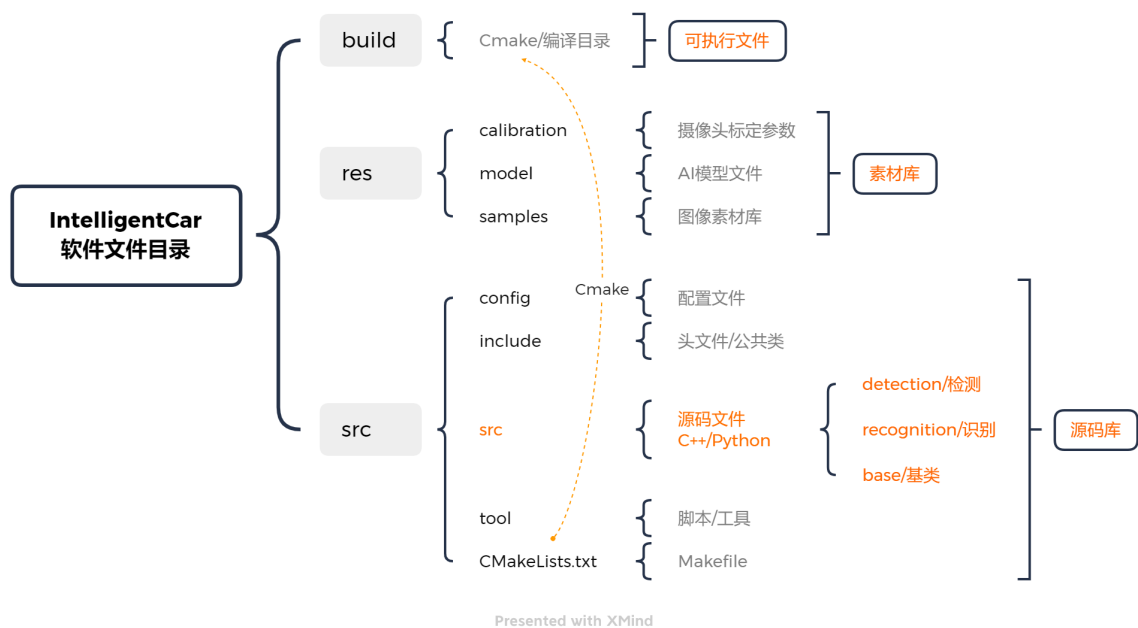 IntelligentCar
软件文件目录
build
Cmake/编译目录
可执行文件
res
calibration
摄像头标定参数
model
AI模型文件
samples
图像素材库
素材库
Cmake
src
config
配置文件
include
头文件/公共类
src
源码文件
C++/Python
detection/检测
recognition/识别
base/基类
tool
脚本/工具
CMakeLists.txt
Makefile
源码库
Presented with XMind